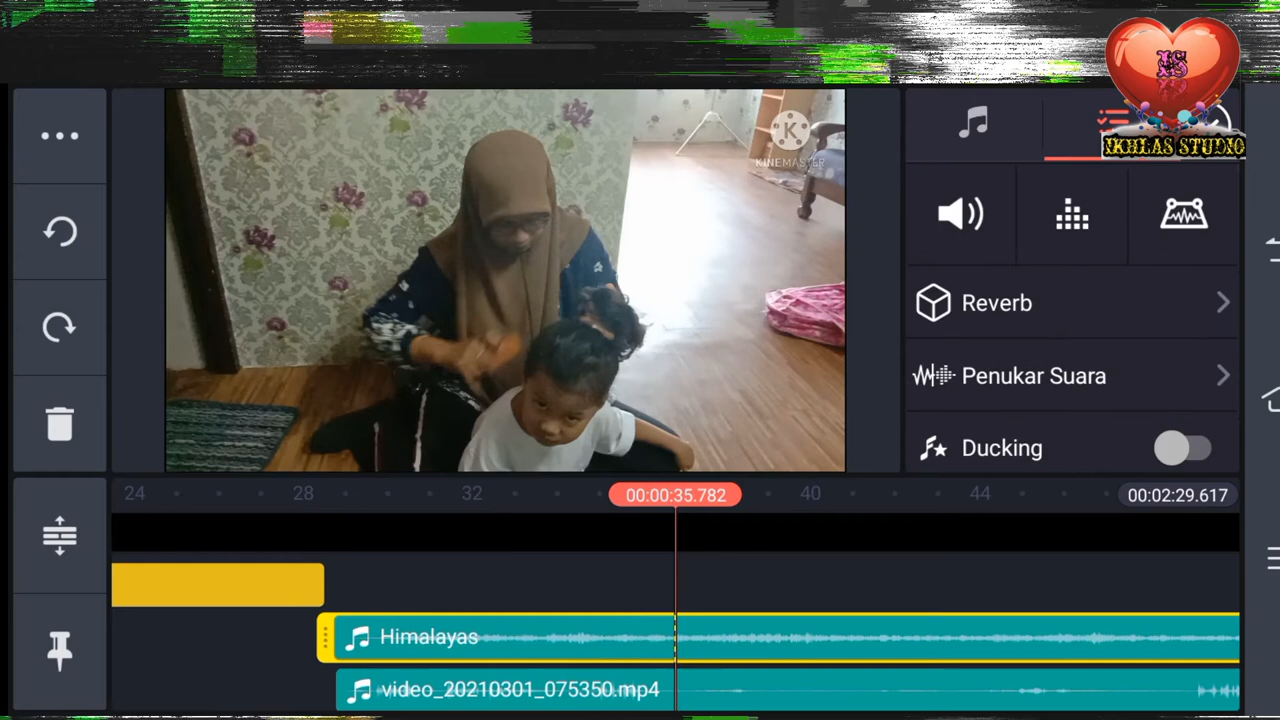 K
KINEMASTER
IKHLAS STUDIO
Reverb
Penukar Suara
Ducking
24
28
32
00:00:35.782
40
44
00:02:29.617
Himalayas
video_20210301_075350.mp4